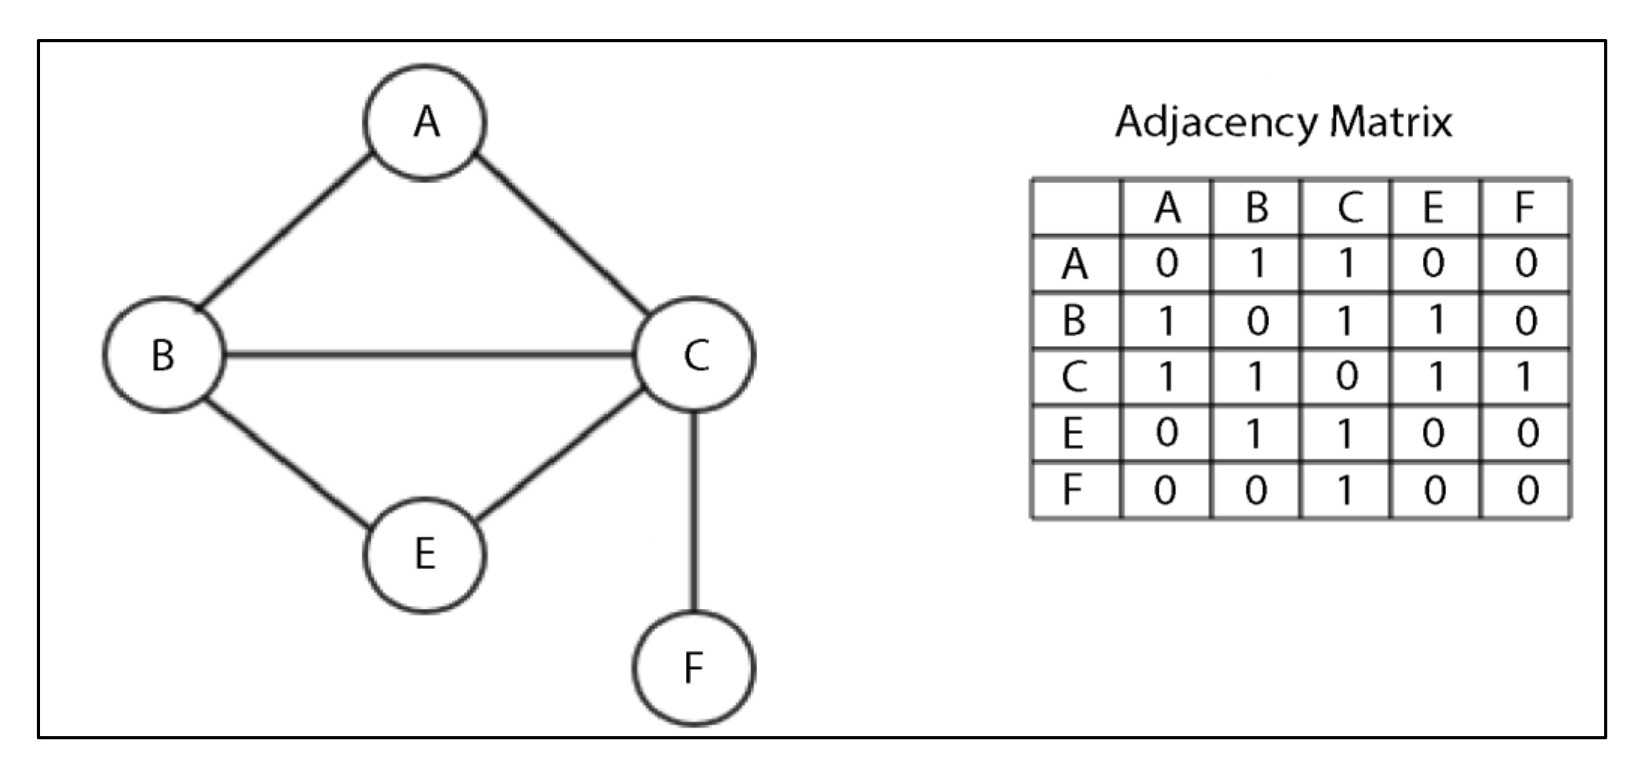 A
B
C
E
F
Adjacency Matrix
A B C E F
A 0 1 1 0 0
B 1 0 1 1 0
C 1 1 0 1 1
E 0 1 1 0 0
F 0 0 1 0 0